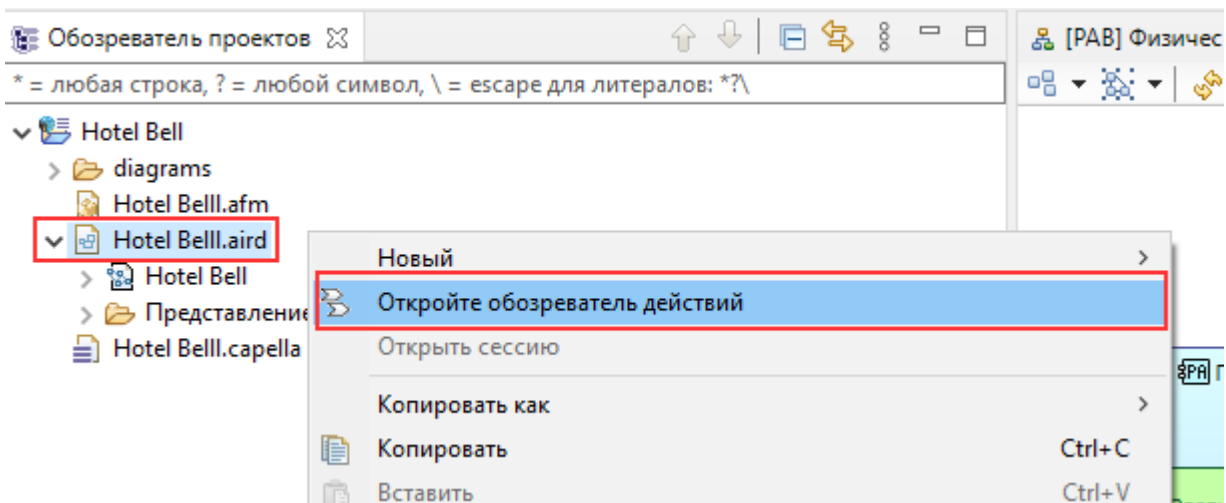 Обозреватель проектов
[PAB] Физичес
* = любая строка, ? = любой символ, \ = escape для литералов: *?\
Hotel Bell
diagrams
Hotel Belll.afm
Hotel Belll.aird
Новый
Hotel Bell
Откройте обозреватель действий
Представление
Открыть сессию
Hotel Belll.capella
PA П
Копировать как
Копировать Ctrl+C
Вставить Ctrl+V